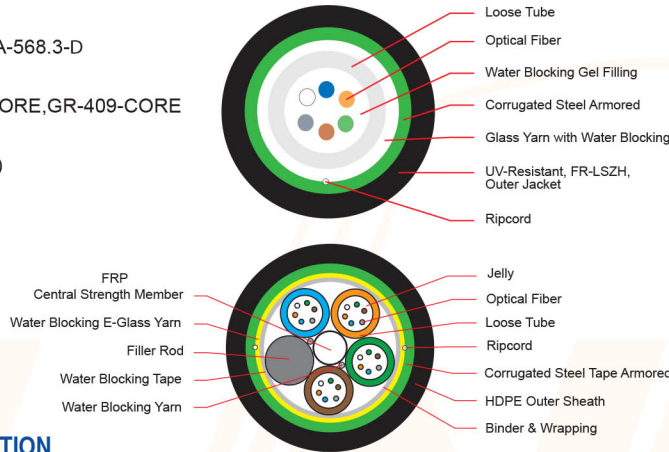 A-568.3-D
ORE,GR-409-CORE
)
Loose Tube
Optical Fiber
Water Blocking Gel Filling
Corrugated Steel Armored
Glass Yarn with Water Blocking
UV-Resistant, FR-LSZH,
Outer Jacket
Ripcord
FRP
Central Strength Member
Water Blocking E-Glass Yarn
Filler Rod
Water Blocking Tape
Water Blocking Yarn
Jelly
Optical Fiber
Loose Tube
Ripcord
Corrugated Steel Tape Armored
HDPE Outer Sheath
Binder & Wrapping
TION